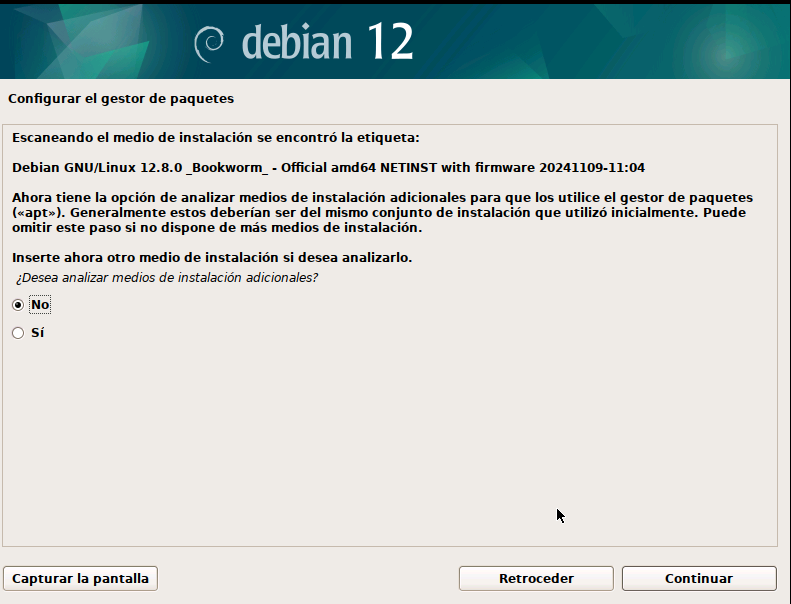 debian 12
Configurar el gestor de paquetes
Escaneando el medio de instalación se encontró la etiqueta:
Debian GNU/Linux 12.8.0 _Bookworm_ - Official amd64 NETINST with firmware 20241109-11:04
Ahora tiene la opción de analizar medios de instalación adicionales para que los utilice el gestor de paquetes
(«apt»). Generalmente estos deberían ser del mismo conjunto de instalación que utilizó inicialmente. Puede
omitir este paso si no dispone de más medios de instalación.
Inserte ahora otro medio de instalación si desea analizarlo.
¿Desea analizar medios de instalación adicionales?
No
Sí
Capturar la pantalla
Retroceder
Continuar